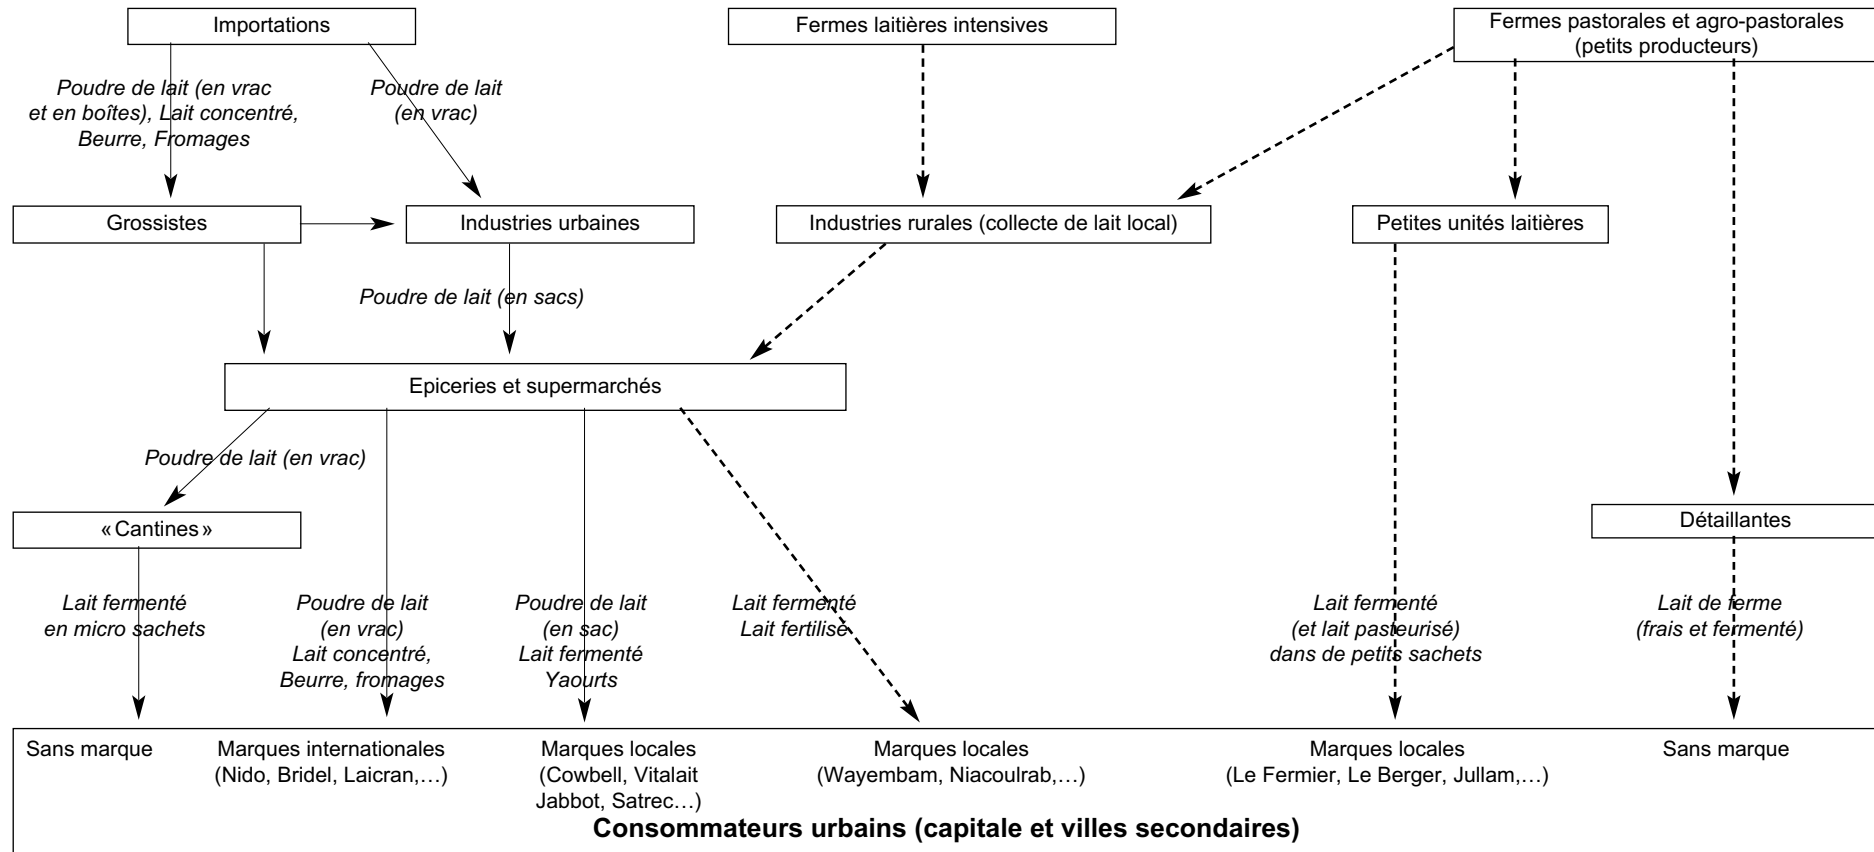 Importations
Fermes laitières intensives
Fermes pastorales et agro-pastorales
(petits producteurs)
Poudre de lait (en vrac
et en boîtes), Lait concentré,
Beurre, Fromages
Poudre de lait
(en vrac)
Grossistes
Industries urbaines
Industries rurales (collecte de lait local)
Petites unités laitières
Poudre de lait (en sacs)
Epiceries et supermarchés
Poudre de lait (en vrac)
« Cantines »
Détaillantes
Lait fermenté
en micro sachets
Poudre de lait
(en vrac)
Lait concentré,
Beurre, fromages
Poudre de lait
(en sac)
Lait fermenté
Yaourts
Lait fermenté
Lait fertilisé
Lait fermenté
(et lait pasteurisé)
dans de petits sachets
Lait de ferme
(frais et fermenté)
Sans marque
Marques internationales
(Nido, Bridel, Laicran,…)
Marques locales
(Cowbell, Vitalait
Jabbot, Satrec…)
Marques locales
(Wayembam, Niacoulrab,…)
Marques locales
(Le Fermier, Le Berger, Jullam,…)
Sans marque
Consommateurs urbains (capitale et villes secondaires)